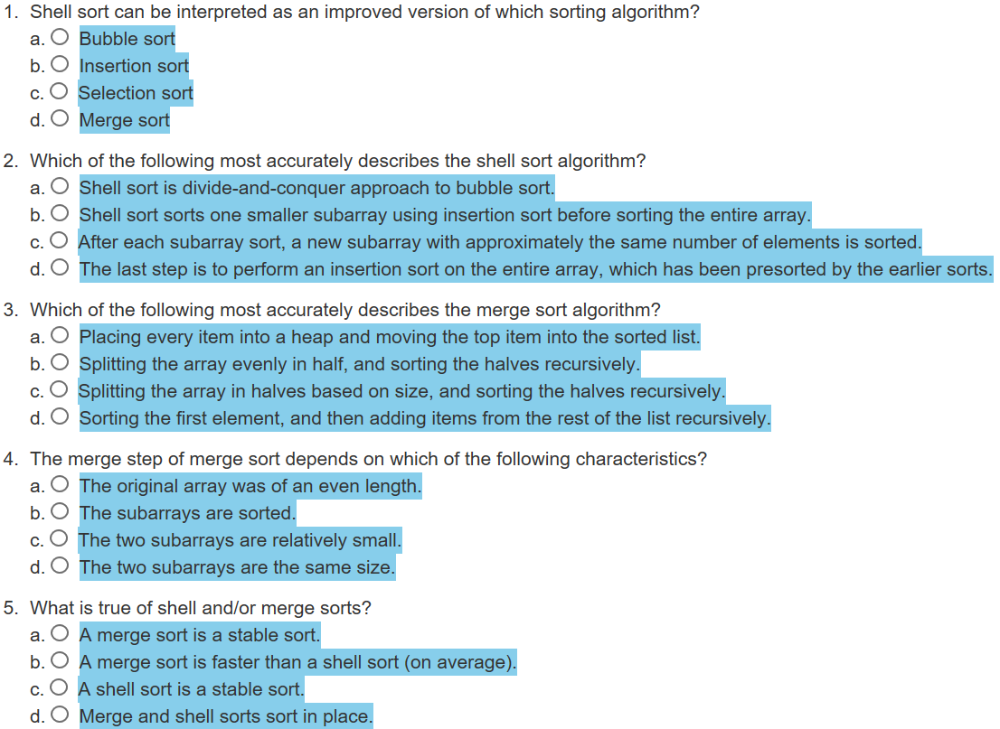 1. Shell sort can be interpreted as an improved version of which sorting algorithm?
a. Bubble sort
b. Insertion sort
c. Selection sort
d. Merge sort
2. Which of the following most accurately describes the shell sort algorithm?
a. Shell sort is divide-and-conquer approach to bubble sort.
b. Shell sort sorts one smaller subarray using insertion sort before sorting the entire array.
c. After each subarray sort, a new subarray with approximately the same number of elements is sorted.
d. The last step is to perform an insertion sort on the entire array, which has been presorted by the earlier sorts.
3. Which of the following most accurately describes the merge sort algorithm?
a. Placing every item into a heap and moving the top item into the sorted list.
b. Splitting the array evenly in half, and sorting the halves recursively.
c. Splitting the array in halves based on size, and sorting the halves recursively.
d. Sorting the first element, and then adding items from the rest of the list recursively.
4. The merge step of merge sort depends on which of the following characteristics?
a. The original array was of an even length.
b. The subarrays are sorted.
c. The two subarrays are relatively small.
d. The two subarrays are the same size.
5. What is true of shell and/or merge sorts?
a. A merge sort is a stable sort.
b. A merge sort is faster than a shell sort (on average).
c. A shell sort is a stable sort.
d. Merge and shell sorts sort in place.